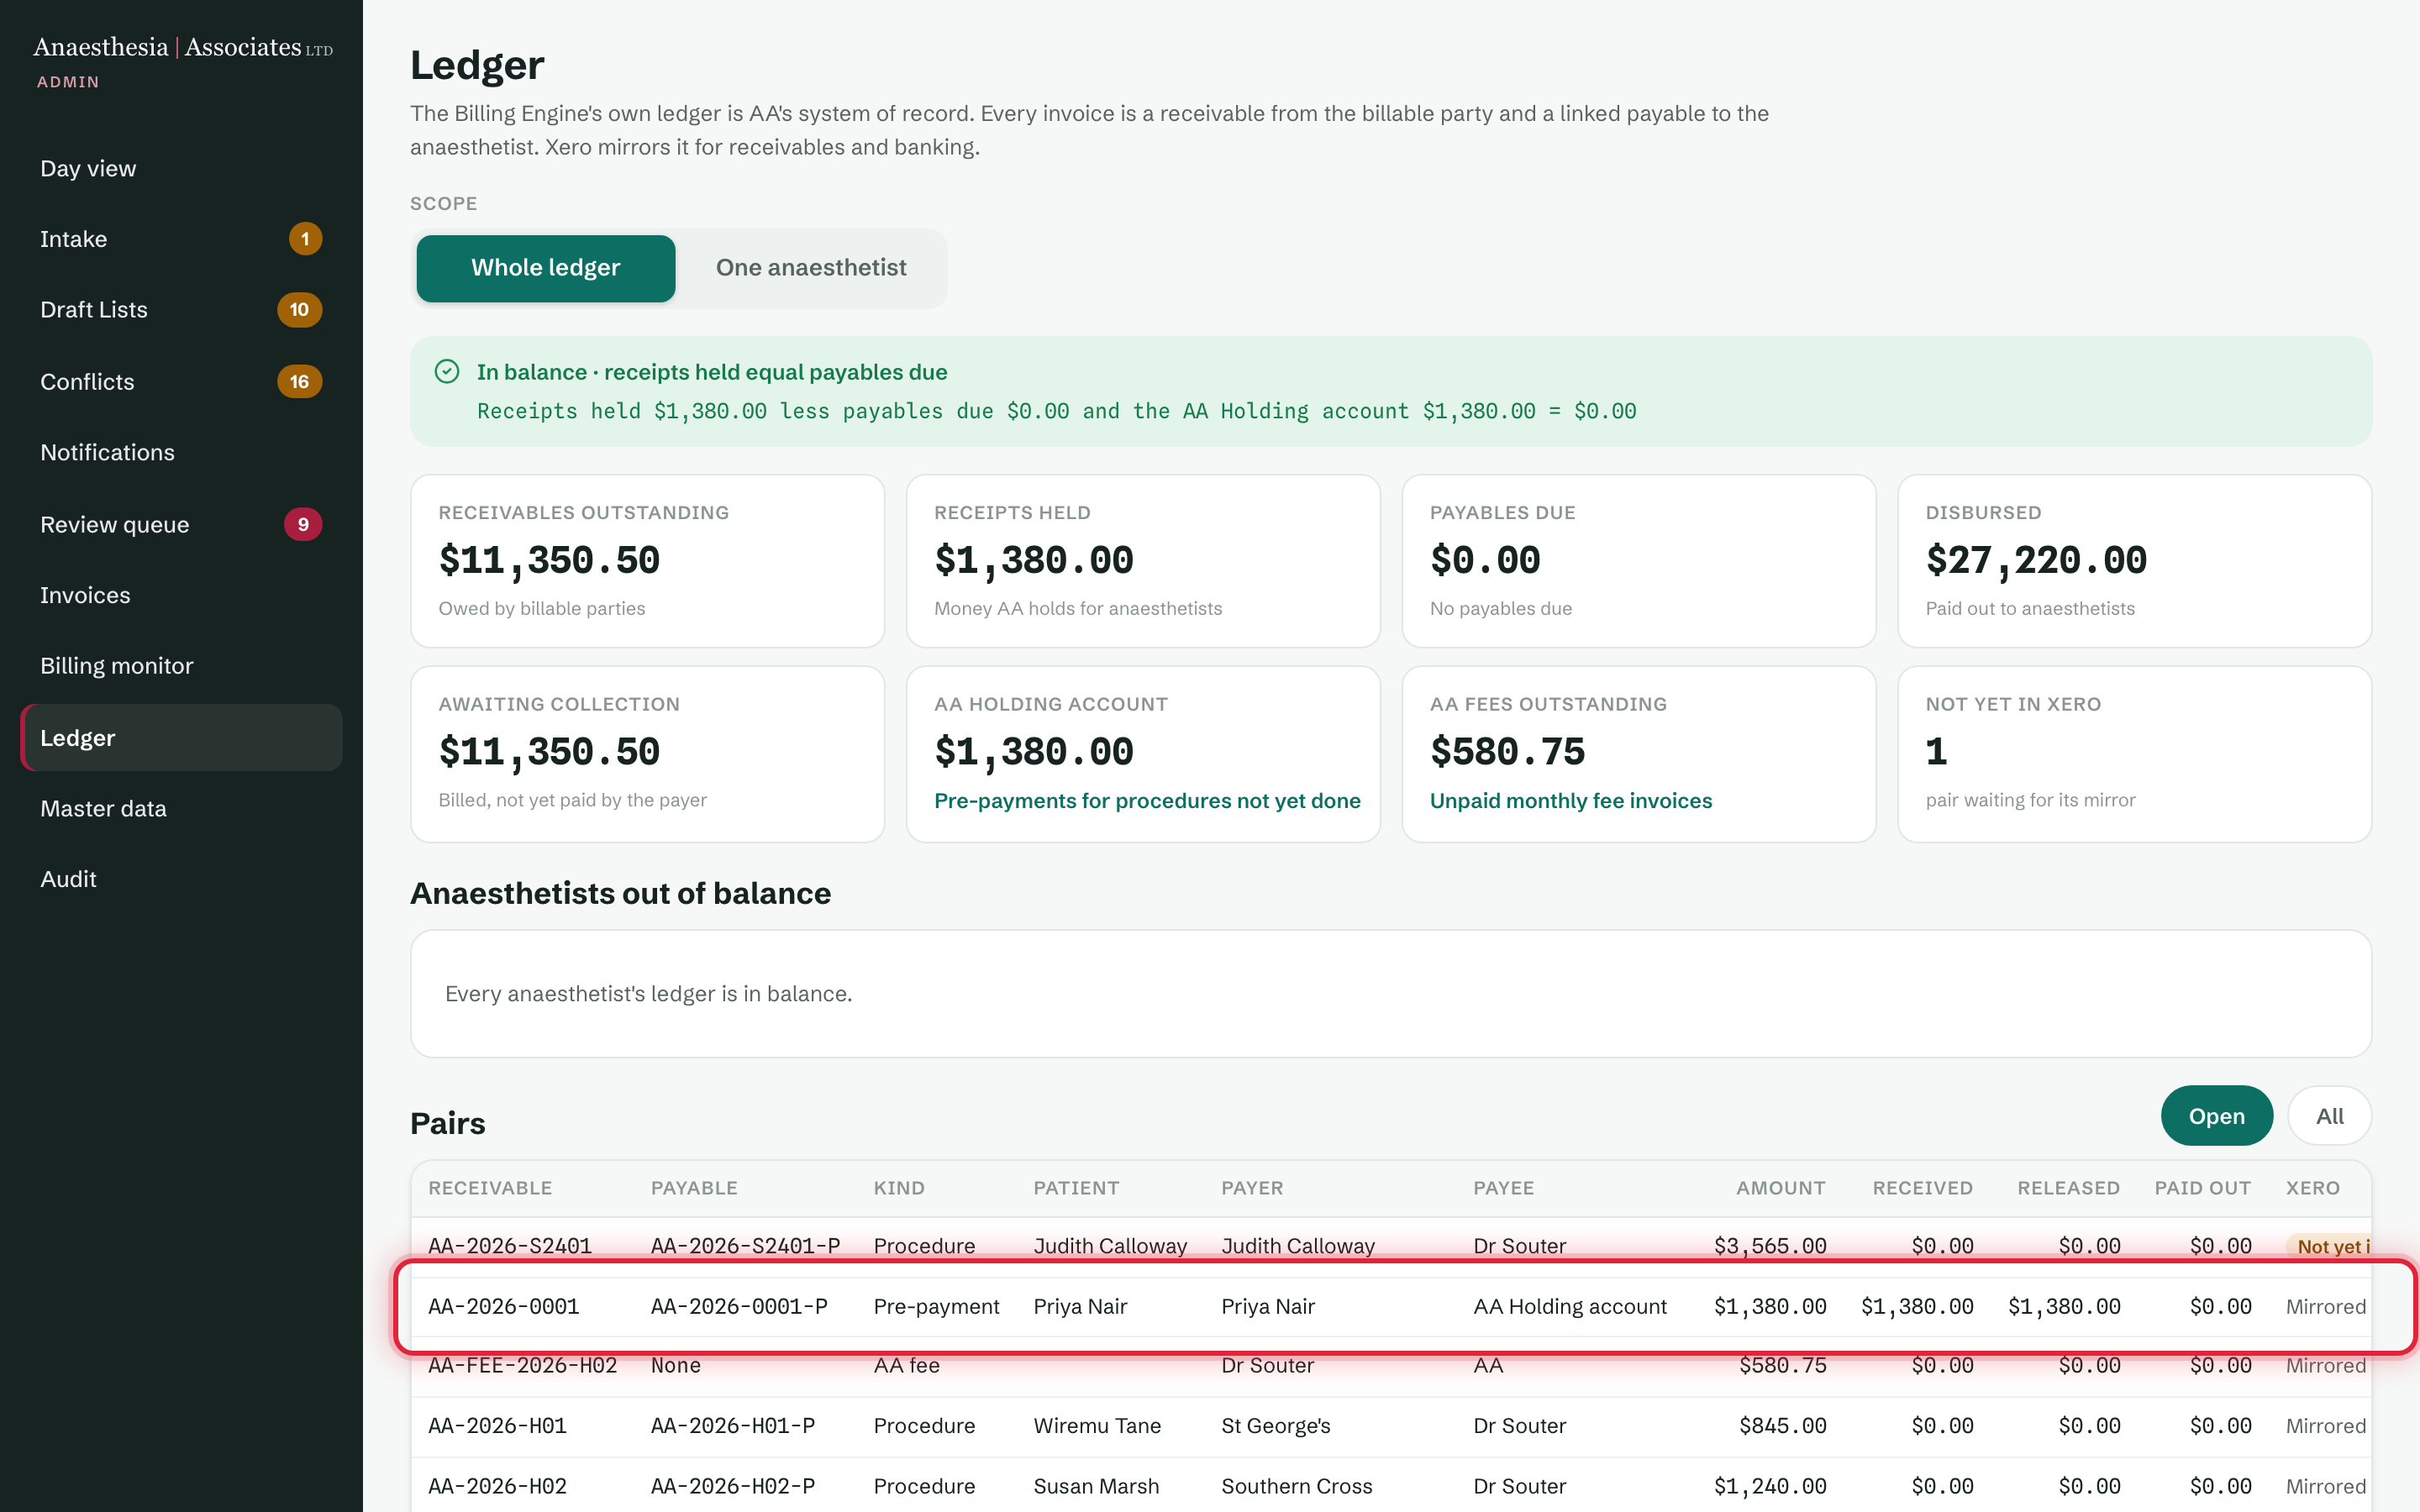 Anaesthesia | Associates LTD
ADMIN
Day view
Intake 1
Draft Lists 10
Conflicts 16
Notifications
Review queue 9
Invoices
Billing monitor
Ledger
Master data
Audit
Ledger
The Billing Engine's own ledger is AA's system of record. Every invoice is a receivable from the billable party and a linked payable to the
anaesthetist. Xero mirrors it for receivables and banking.
SCOPE
Whole ledger One anaesthetist
In balance · receipts held equal payables due
Receipts held $1,380.00 less payables due $0.00 and the AA Holding account $1,380.00 = $0.00
RECEIVABLES OUTSTANDING
$11,350.50
Owed by billable parties
RECEIPTS HELD
$1,380.00
Money AA holds for anaesthetists
PAYABLES DUE
$0.00
No payables due
DISBURSED
$27,220.00
Paid out to anaesthetists
AWAITING COLLECTION
$11,350.50
Billed, not yet paid by the payer
AA HOLDING ACCOUNT
$1,380.00
Pre-payments for procedures not yet done
AA FEES OUTSTANDING
$580.75
Unpaid monthly fee invoices
NOT YET IN XERO
1
pair waiting for its mirror
Anaesthetists out of balance
Every anaesthetist's ledger is in balance.
Pairs
Open All
RECEIVABLE PAYABLE KIND PATIENT PAYER PAYEE AMOUNT RECEIVED RELEASED PAID OUT XERO
AA-2026-S2401 AA-2026-S2401-P Procedure Judith Calloway Judith Calloway Dr Souter $3,565.00 $0.00 $0.00 $0.00 Not yet i
AA-2026-0001 AA-2026-0001-P Pre-payment Priya Nair Priya Nair AA Holding account $1,380.00 $1,380.00 $1,380.00 $0.00 Mirrored
AA-FEE-2026-H02 None AA fee Dr Souter AA $580.75 $0.00 $0.00 $0.00 Mirrored
AA-2026-H01 AA-2026-H01-P Procedure Wiremu Tane St George's Dr Souter $845.00 $0.00 $0.00 $0.00 Mirrored
AA-2026-H02 AA-2026-H02-P Procedure Susan Marsh Southern Cross Dr Souter $1,240.00 $0.00 $0.00 $0.00 Mirrored